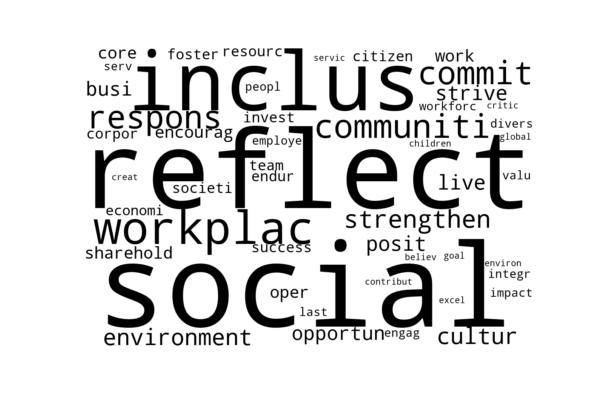 core foster resourc servic citizen work
serv inclus commit
busi peopl strive
respons invest workforc critic
corpor encourag communiti divers
employe global
reflect children
team
creat societi endur live valu
economi workplac strengthen
sharehold success posit
social believ goal environ
integr
contribut
oper excel impact
last
environment opportun engag cultur